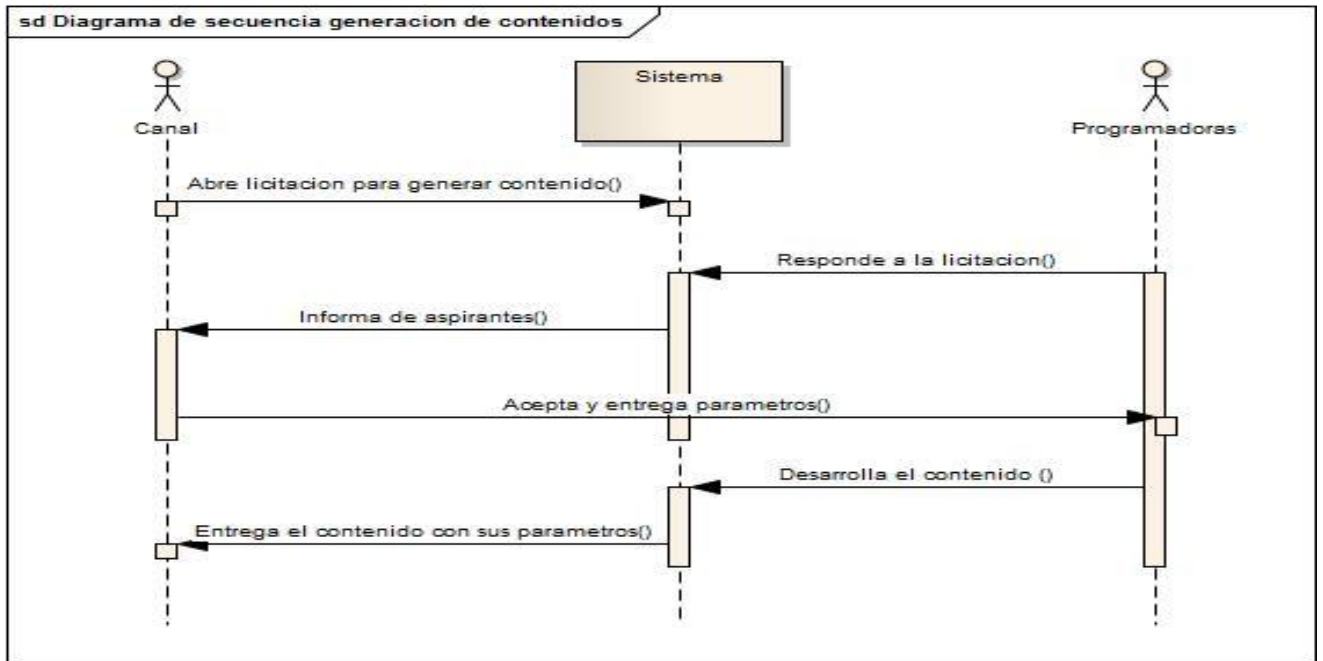 sd Diagrama de secuencia generacion de contenidos
Canal
Sistema
Programadoras
Abre licitacion para generar contenido()
Responde a la licitacion()
Informa de aspirantes()
Acepta y entrega parametros()
Desarrolla el contenido ()
Entrega el contenido con sus parametros()